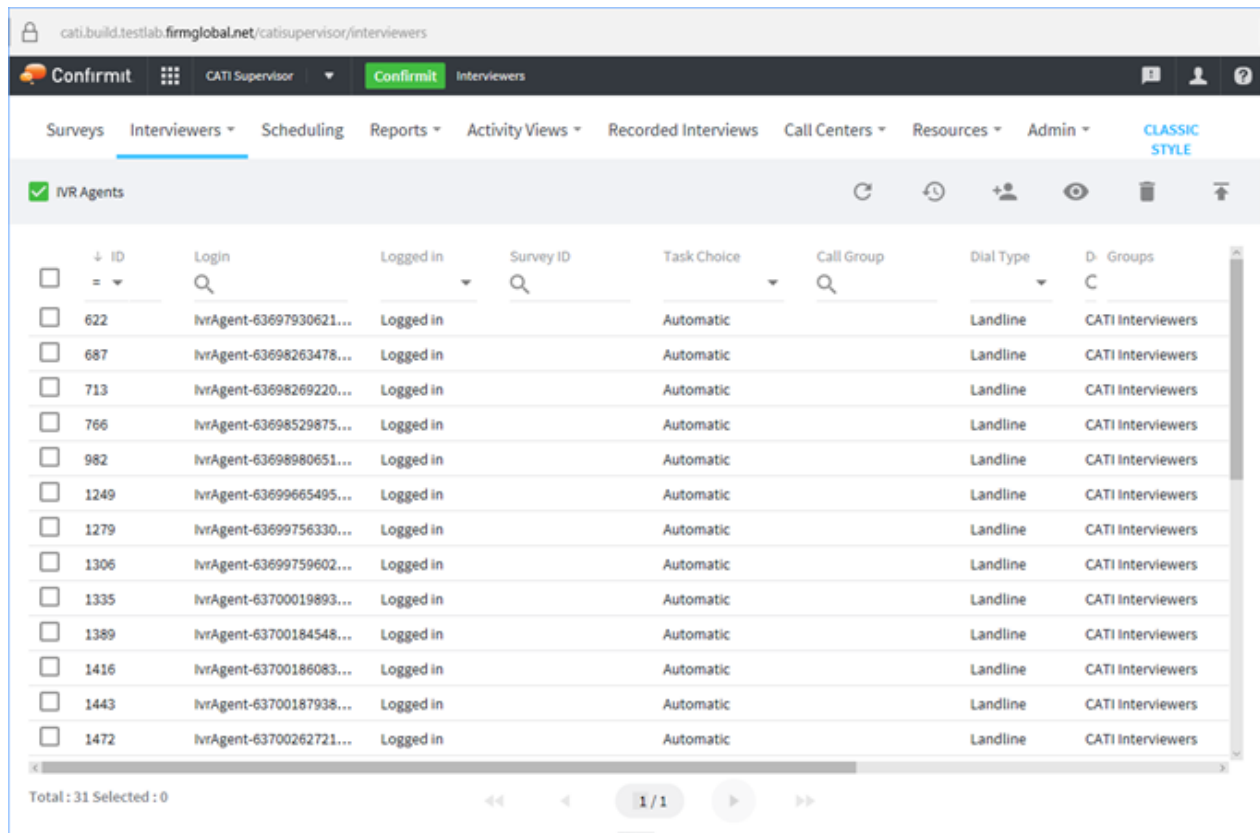 cati.build.testlab.firmglobal.net/catisupervisor/interviewers
Confirmit CATI Supervisor Confirmit Interviewers
Surveys Interviewers Scheduling Reports Activity Views Recorded Interviews Call Centers Resources Admin CLASSIC STYLE
IVR Agents
ID Login Logged in Survey ID Task Choice Call Group Dial Type D Groups
=
622 IvrAgent-63697930621... Logged in Automatic Landline CATI Interviewers
687 IvrAgent-63698263478... Logged in Automatic Landline CATI Interviewers
713 IvrAgent-63698269220... Logged in Automatic Landline CATI Interviewers
766 IvrAgent-63698529875... Logged in Automatic Landline CATI Interviewers
982 IvrAgent-63698980651... Logged in Automatic Landline CATI Interviewers
1249 IvrAgent-63699665495... Logged in Automatic Landline CATI Interviewers
1279 IvrAgent-63699756330... Logged in Automatic Landline CATI Interviewers
1306 IvrAgent-63699759602... Logged in Automatic Landline CATI Interviewers
1335 IvrAgent-63700019893... Logged in Automatic Landline CATI Interviewers
1389 IvrAgent-63700184548... Logged in Automatic Landline CATI Interviewers
1416 IvrAgent-63700186083... Logged in Automatic Landline CATI Interviewers
1443 IvrAgent-63700187938... Logged in Automatic Landline CATI Interviewers
1472 IvrAgent-63700262721... Logged in Automatic Landline CATI Interviewers
Total : 31 Selected : 0 1 / 1